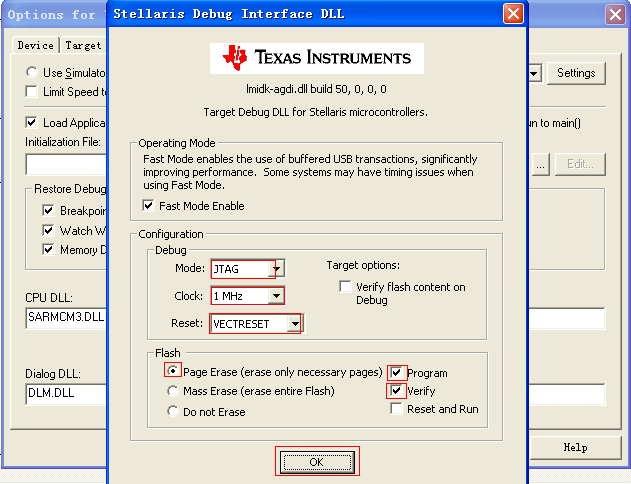 Options for
Stellaris Debug Interface DLL
Device
Target
Use Simulato
Limit Speed t
Settings
Load Applica
un to main()
Initialization File:
...
Edit...
Restore Debug
Breakpoin
Watch W
Memory D
CPU DLL:
SARMCM3.DLL
Dialog DLL:
DLM.DLL
Help
TEXAS INSTRUMENTS
lmidk-agdi.dll build 50, 0, 0, 0
Target Debug DLL for Stellaris microcontrollers.
Operating Mode
Fast Mode enables the use of buffered USB transactions, significantly
improving performance. Some systems may have timing issues when
using Fast Mode.
Fast Mode Enable
Configuration
Debug
Mode: JTAG
Clock: 1 MHz
Reset: VECTRESET
Target options:
Verify flash content on
Debug
Flash
Page Erase (erase only necessary pages)
Mass Erase (erase entire Flash)
Do not Erase
Program
Verify
Reset and Run
OK